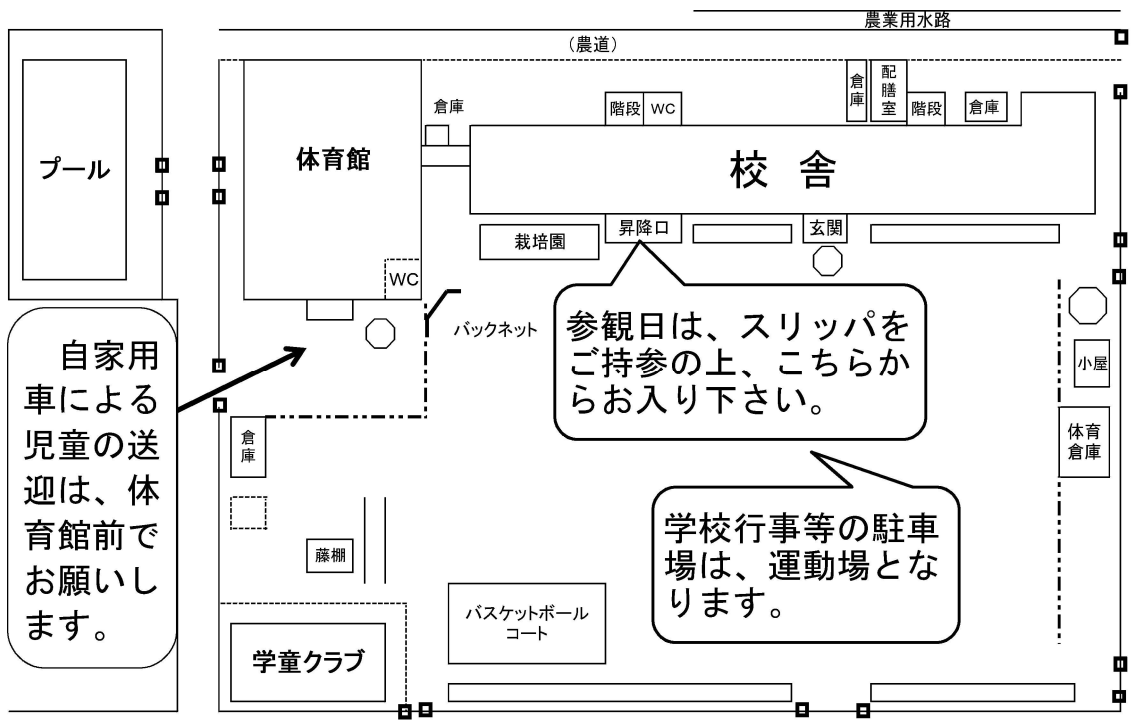 農業用水路
（農道）
プール
体育館
倉庫
階段
WC
倉庫
配膳室
階段
倉庫
校 舎
栽培園
昇降口
玄関
WC
バックネット
参観日は、スリッパを
ご持参の上、こちらか
らお入り下さい。
自家用
車による
児童の送
迎は、体
育館前で
お願いし
ます。
小屋
体育
倉庫
倉庫
学校行事等の駐車
場は、運動場とな
ります。
藤棚
バスケットボール
コート
学童クラブ